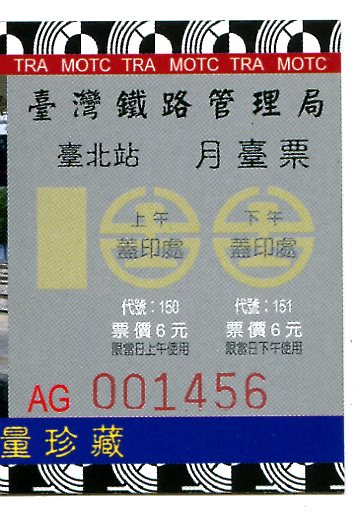 TRA MOTC TRA MOTC TRA MOTC
臺灣鐵路管理局
臺北站 月臺票
上午 下午
蓋印處 蓋印處
代號：150 代號：151
票價6元 票價6元
限當日上午使用 限當日下午使用
AG 001456
量珍藏